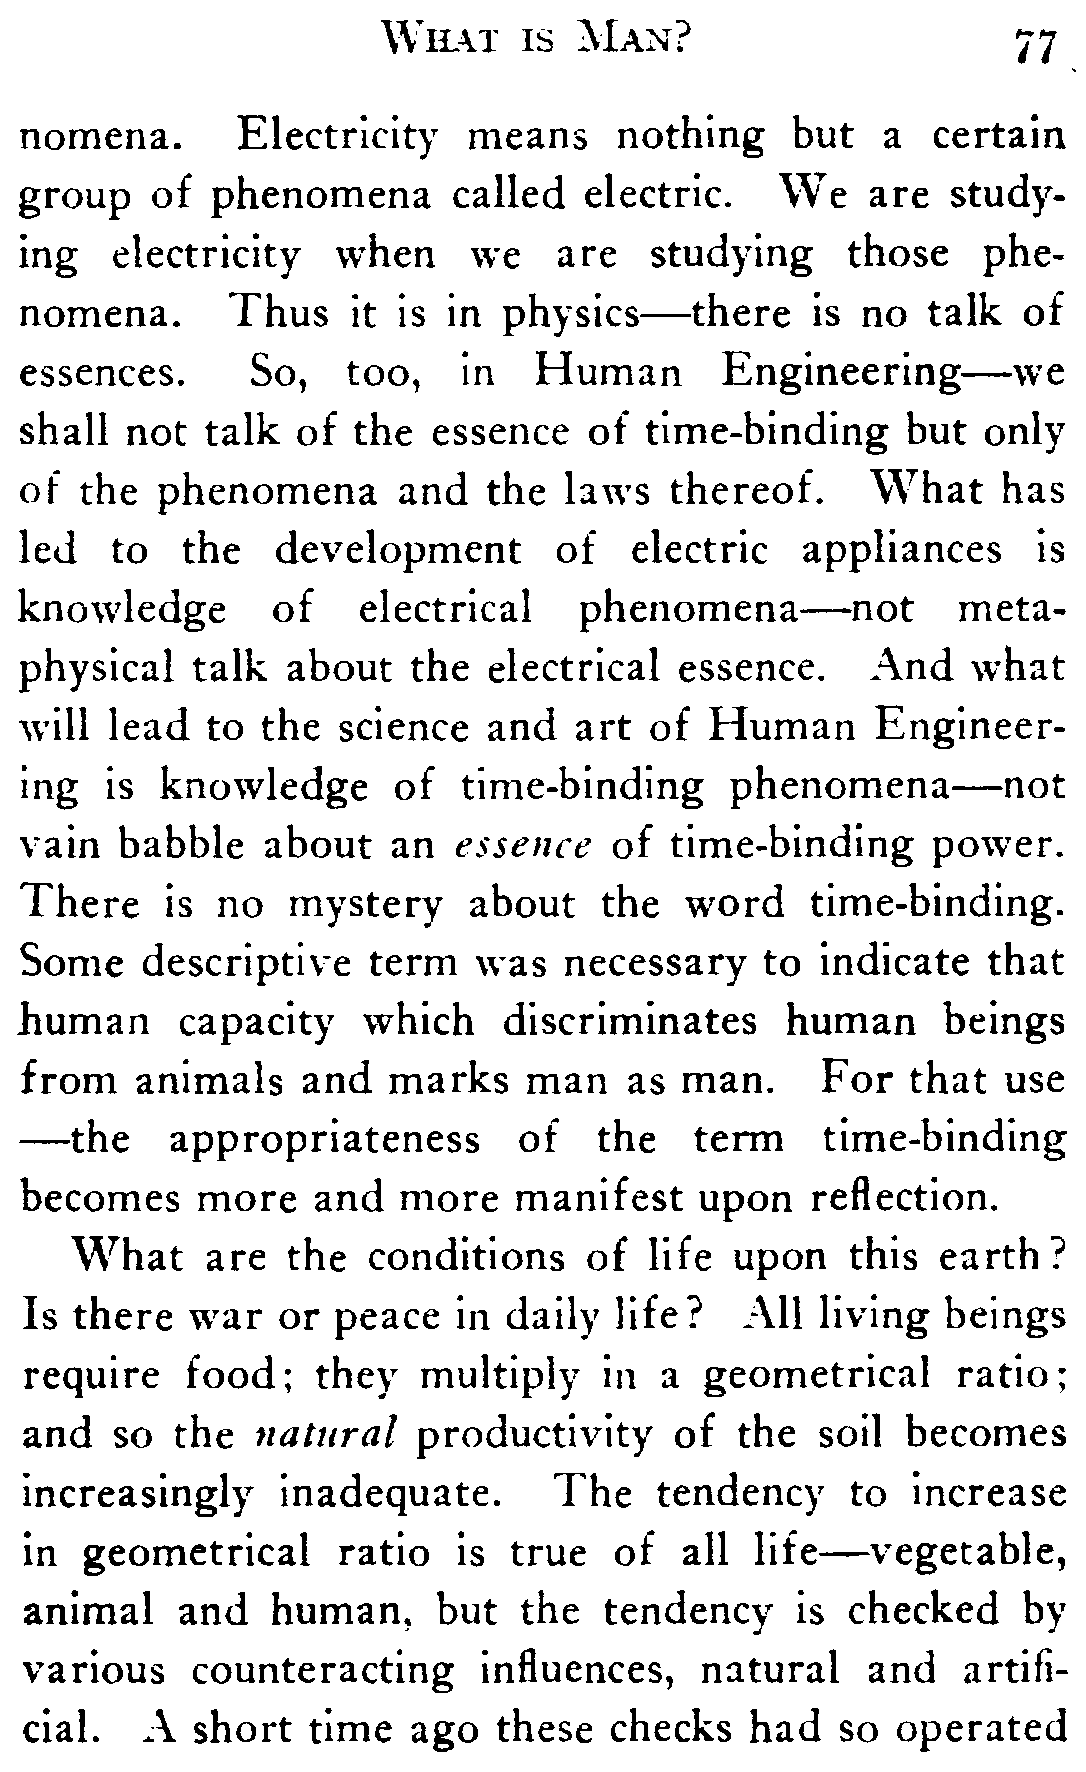 What is Man? 77
nomena. Electricity means nothing but a certain
group of phenomena called electric. We are study-
ing electricity when we are studying those phe-
nomena. Thus it is in physics—there is no talk of
essences. So, too, in Human Engineering—we
shall not talk of the essence of time-binding but only
of the phenomena and the laws thereof. What has
led to the development of electric appliances is
knowledge of electrical phenomena—not meta-
physical talk about the electrical essence. And what
will lead to the science and art of Human Engineer-
ing is knowledge of time-binding phenomena—not
vain babble about an essence of time-binding power.
There is no mystery about the word time-binding.
Some descriptive term was necessary to indicate that
human capacity which discriminates human beings
from animals and marks man as man. For that use
—the appropriateness of the term time-binding
becomes more and more manifest upon reflection.
What are the conditions of life upon this earth?
Is there war or peace in daily life? All living beings
require food; they multiply in a geometrical ratio;
and so the natural productivity of the soil becomes
increasingly inadequate. The tendency to increase
in geometrical ratio is true of all life—vegetable,
animal and human, but the tendency is checked by
various counteracting influences, natural and artifi-
cial. A short time ago these checks had so operated